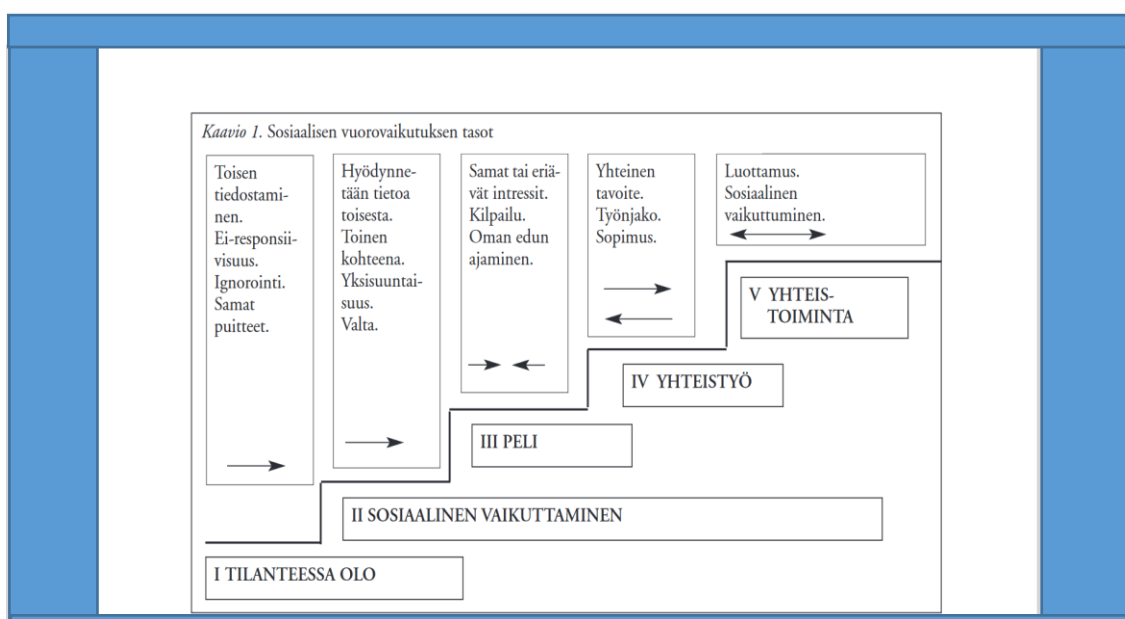 Kaavio 1. Sosiaalisen vuorovaikutuksen tasot
Toisen
tiedostami-
nen.
Ei-responsii-
visuus.
Ignorointi.
Samat
puitteet.
Hyödynne-
tään tietoa
toisesta.
Toinen
kohteena.
Yksisuuntai-
suus.
Valta.
Samat tai eriä-
vät intressit.
Kilpailu.
Oman edun
ajaminen.
Yhteinen
tavoite.
Työnjako.
Sopimus.
Luottamus.
Sosiaalinen
vaikuttuminen.
V YHTEIS-
TOIMINTA
IV YHTEISTYÖ
III PELI
II SOSIAALINEN VAIKUTTAMINEN
I TILANTEESSA OLO